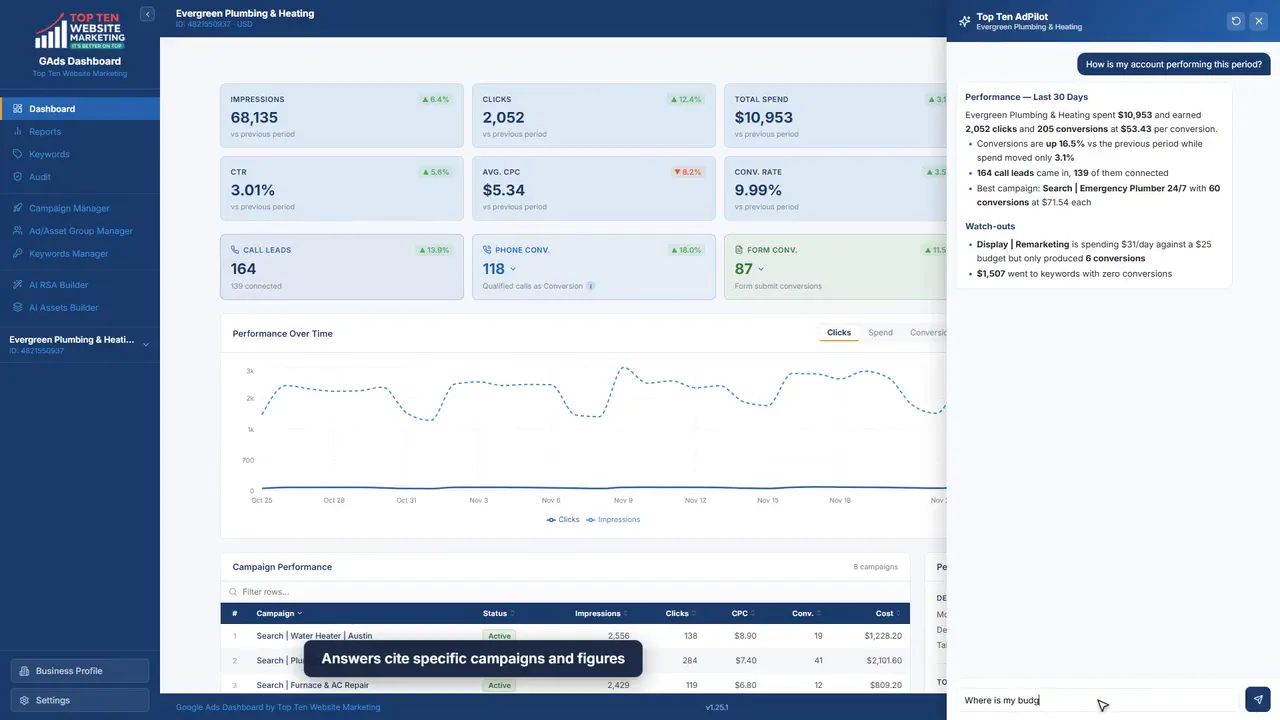 TOP TEN
WEBSITE
MARKETING
IT'S BETTER ON TOP
GAds Dashboard
Top Ten Website Marketing
Dashboard
Reports
Keywords
Audit
Campaign Manager
Ad/Asset Group Manager
Keywords Manager
AI RSA Builder
AI Assets Builder
Evergreen Plumbing & Heati...
ID: 4821550937
Business Profile
Settings
Evergreen Plumbing & Heating
ID: 4821550937 · USD
IMPRESSIONS ▲ 6.4%
68,135
vs previous period
CLICKS ▲ 12.4%
2,052
vs previous period
TOTAL SPEND ▲ 3.1
$10,953
vs previous period
CTR ▲ 5.6%
3.01%
vs previous period
AVG. CPC ▼ 8.2%
$5.34
vs previous period
CONV. RATE ▲ 3.5
9.99%
vs previous period
CALL LEADS ▲ 13.9%
164
139 connected
PHONE CONV. ▲ 18.0%
118
Qualified calls as Conversion i
FORM CONV. ▲ 11.5
87
Form submit conversions
Performance Over Time
Clicks Spend Conversio
3k
2k
1k
700
0
Oct 25 Oct 28 Oct 31 Nov 3 Nov 6 Nov 9 Nov 12 Nov 15 Nov 18 Nov
Clicks Impressions
Campaign Performance 8 campaigns
Filter rows...
# Campaign Status Impressions Clicks CPC Conv. Cost
1 Search | Water Heater | Austin Active 2,556 138 $8.90 19 $1,228.20
2 Search | Plu 284 $7.40 41 $2,101.60
3 Search | Furnace & AC Repair Active 2,429 119 $6.80 12 $809.20
Pe
DE
Mo
De
Tal
TO
Answers cite specific campaigns and figures
Google Ads Dashboard by Top Ten Website Marketing v1.25.1
Top Ten AdPilot
Evergreen Plumbing & Heating
How is my account performing this period?
Performance — Last 30 Days
Evergreen Plumbing & Heating spent $10,953 and earned
2,052 clicks and 205 conversions at $53.43 per conversion.
• Conversions are up 16.5% vs the previous period while
spend moved only 3.1%
• 164 call leads came in, 139 of them connected
• Best campaign: Search | Emergency Plumber 24/7 with 60
conversions at $71.54 each
Watch-outs
• Display | Remarketing is spending $31/day against a $25
budget but only produced 6 conversions
• $1,507 went to keywords with zero conversions
Where is my budg